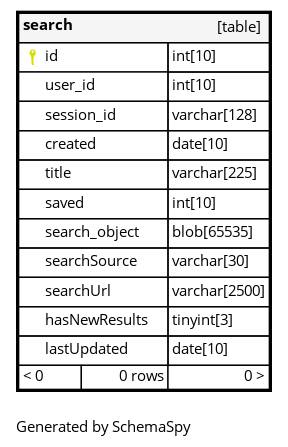 search [table]
id int[10]
user_id int[10]
session_id varchar[128]
created date[10]
title varchar[225]
saved int[10]
search_object blob[65535]
searchSource varchar[30]
searchUrl varchar[2500]
hasNewResults tinyint[3]
lastUpdated date[10]
< 0 0 rows 0 >
Generated by SchemaSpy